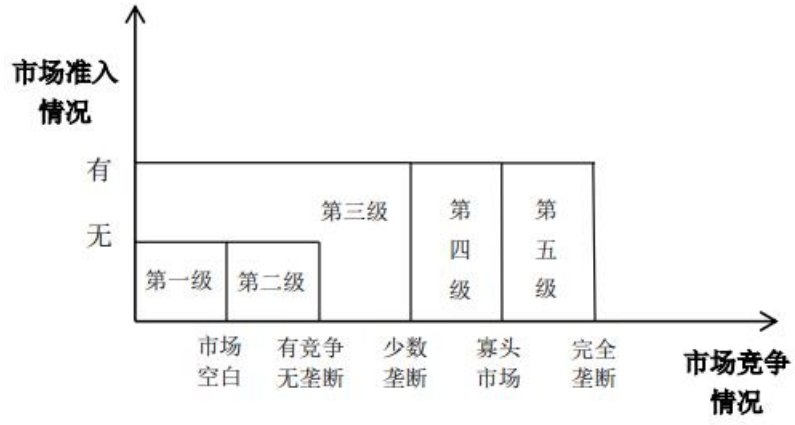 市场准入
情况
有
无
第三级
第
四
级
第
五
级
第一级
第二级
市场
空白
有竞争
无垄断
少数
垄断
寡头
市场
完全
垄断
市场竞争
情况